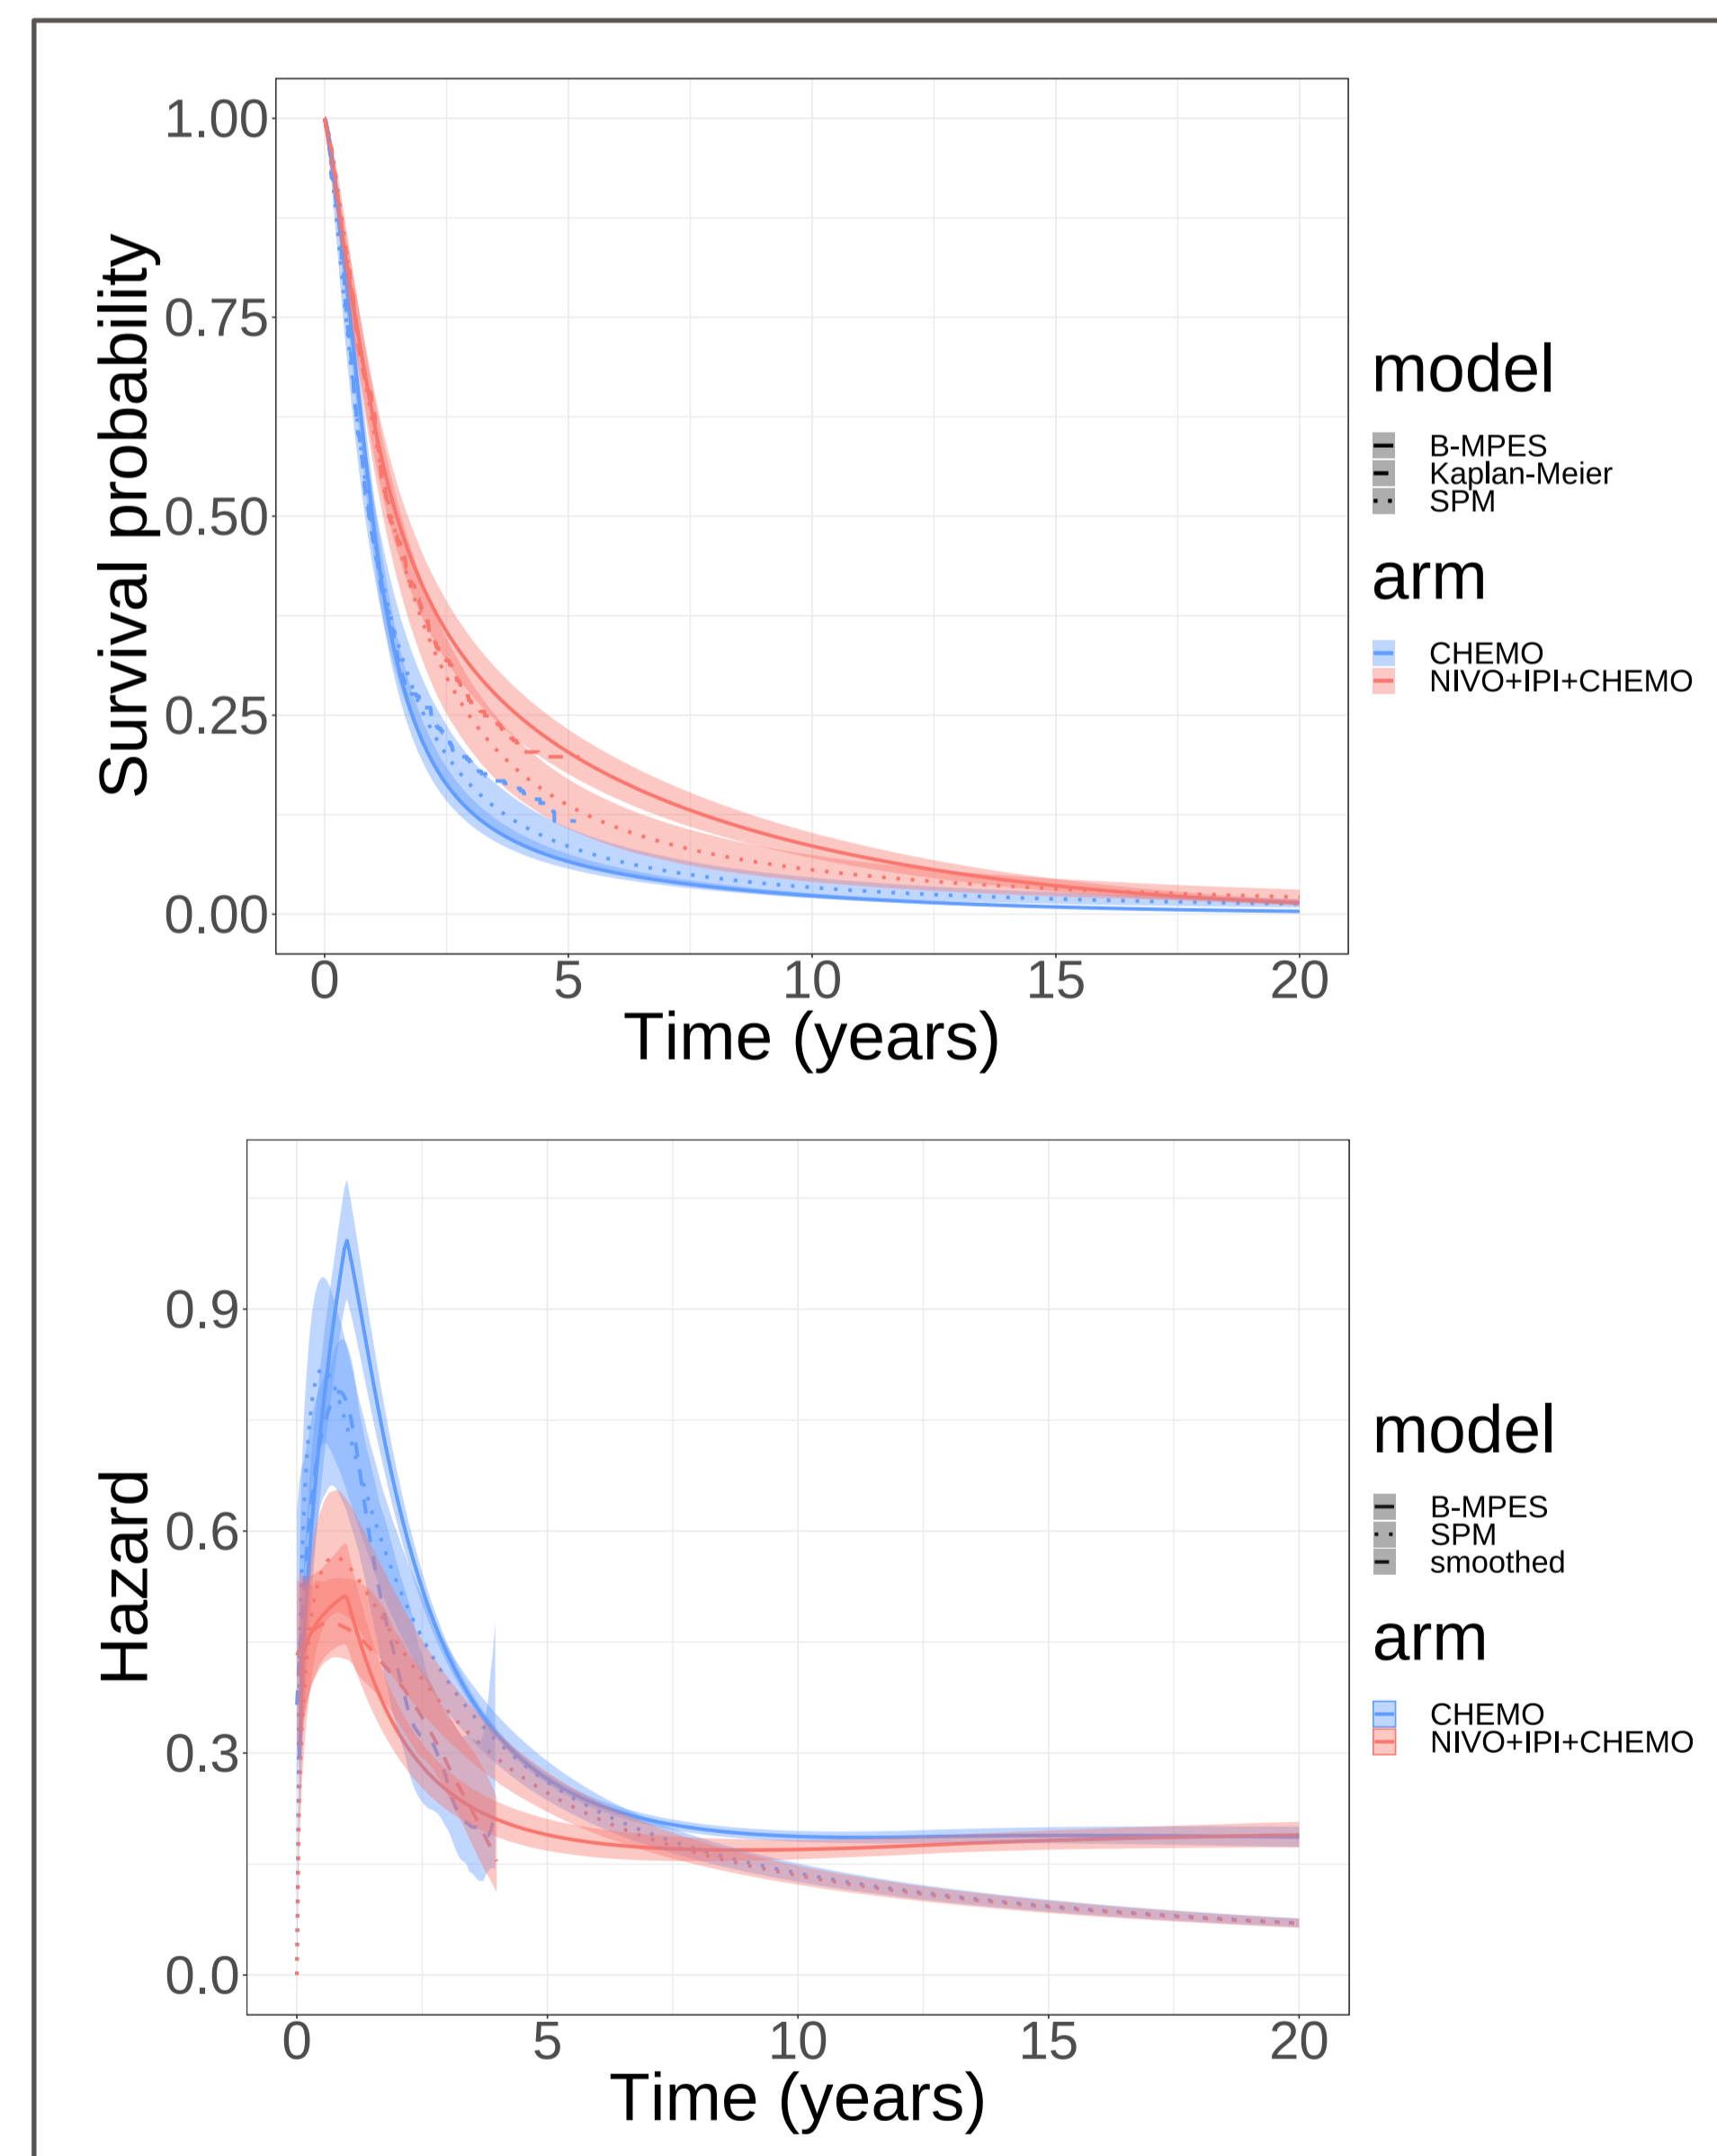 1.00
0.75
0.50
0.25
0.00
Survival probability
0 5 10 15 20
Time (years)
model
B-MPES
Kaplan-Meier
SPM
arm
CHEMO
NIVO+IPI+CHEMO
0.9
0.6
0.3
0.0
Hazard
0 5 10 15 20
Time (years)
model
B-MPES
SPM
smoothed
arm
CHEMO
NIVO+IPI+CHEMO